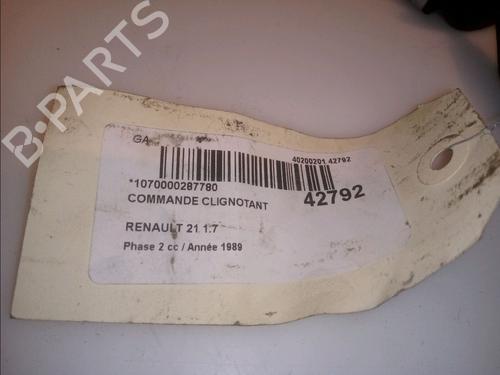 B-PARTS
GA
40200201 42792
*1070000287780
42792
COMMANDE CLIGNOTANT
RENAULT 21 1.7
Phase 2 cc / Année 1989